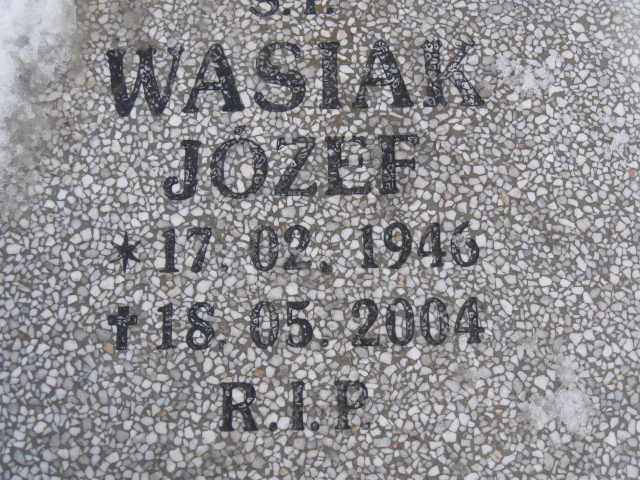 WASIAK
JÓZEF
* 17. 02. 1946
✝ 18. 05. 2004
R.I.P.